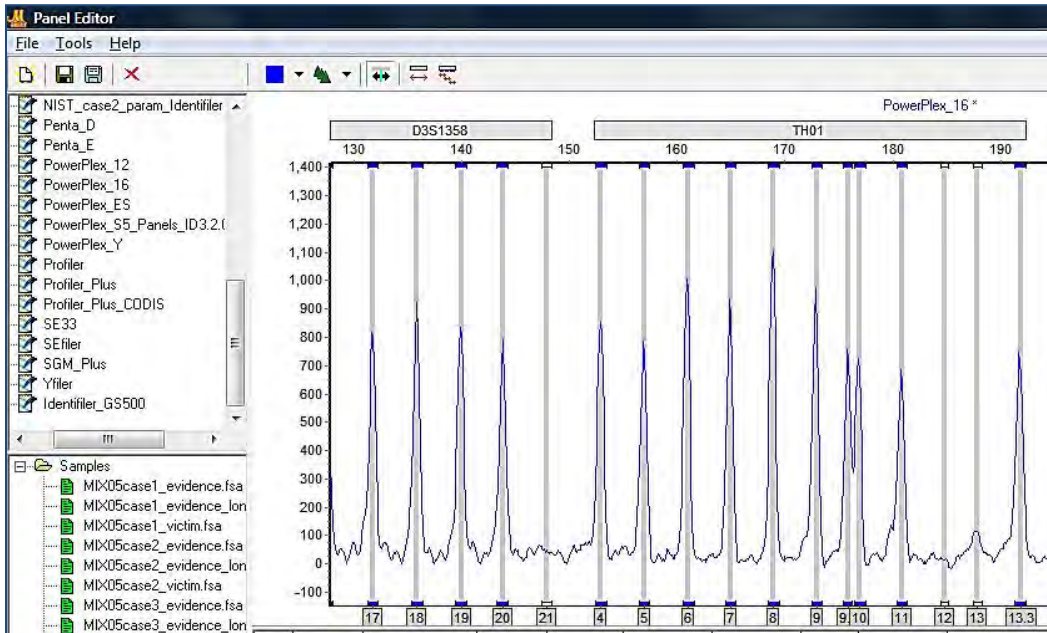 Panel Editor
File Tools Help
NIST_case2_param_Identifiler
Penta_D
Penta_E
PowerPlex_12
PowerPlex_16
PowerPlex_ES
PowerPlex_S5_Panels_ID3.2.(
PowerPlex_Y
Profiler
Profiler_Plus
Profiler_Plus_CODIS
SE33
SEfiler
SGM_Plus
Yfiler
Identifiler_GS500
Samples
MIX05case1_evidence.fsa
MIX05case1_evidence_lon
MIX05case1_victim.fsa
MIX05case2_evidence.fsa
MIX05case2_evidence_lon
MIX05case2_victim.fsa
MIX05case3_evidence.fsa
MIX05case3_evidence_lon
PowerPlex_16 *
D3S1358 TH01
130 140 150 160 170 180 190
1,400
1,300
1,200
1,100
1,000
900
800
700
600
500
400
300
200
100
0
-100
17 18 19 20 21 4 5 6 7 8 9 9. 10 11 12 13 13.3